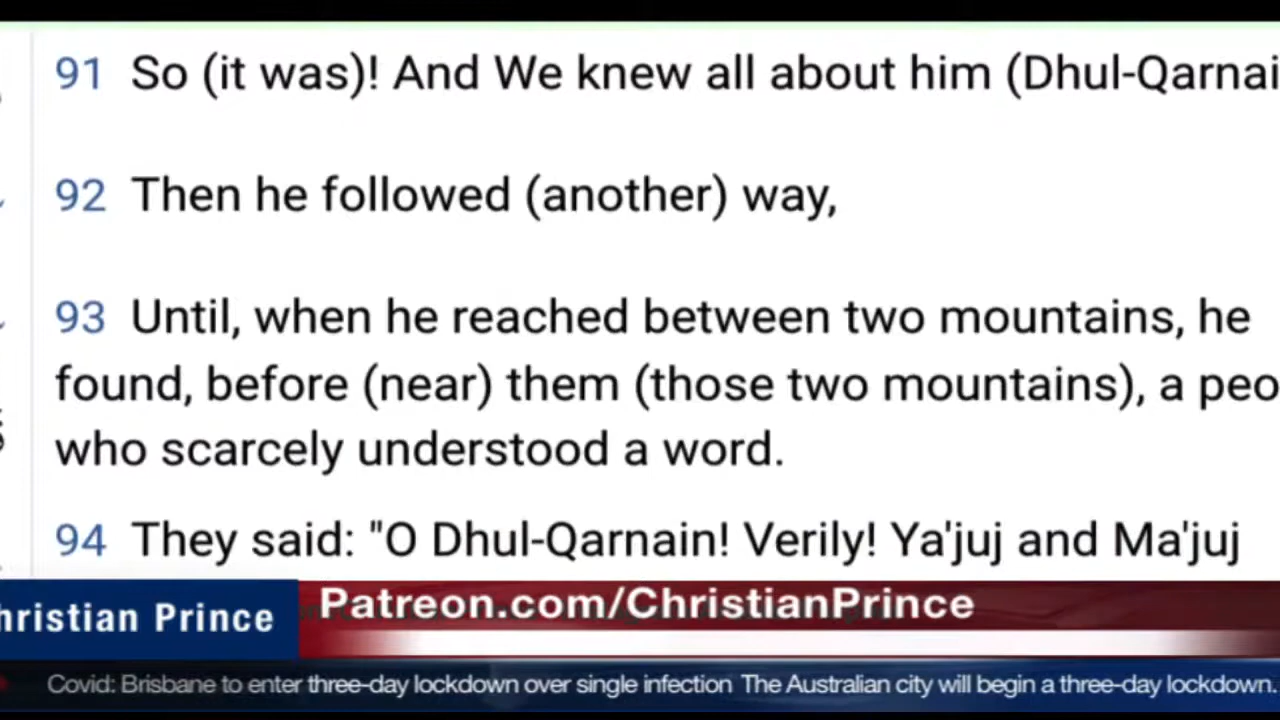 91 So (it was)! And We knew all about him (Dhul-Qarnai
92 Then he followed (another) way,
93 Until, when he reached between two mountains, he
found, before (near) them (those two mountains), a peo
who scarcely understood a word.
94 They said: "O Dhul-Qarnain! Verily! Ya'juj and Ma'juj
hristian Prince
Patreon.com/ChristianPrince
Covid: Brisbane to enter three-day lockdown over single infection The Australian city will begin a three-day lockdown.